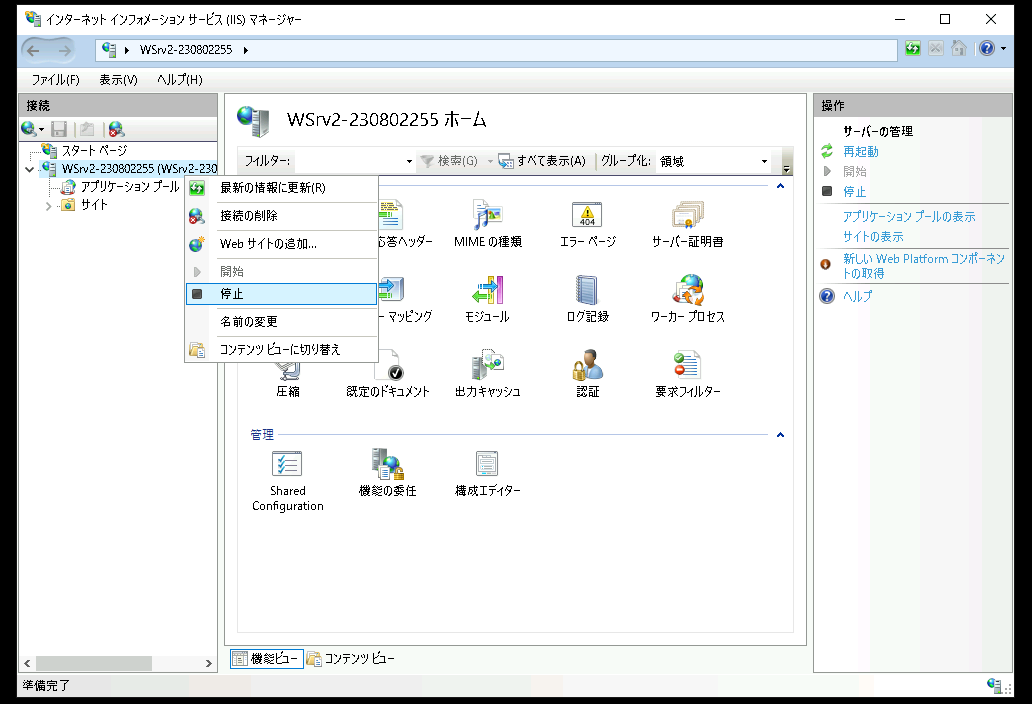 インターネット インフォメーション サービス (IIS) マネージャー
WSrv2-230802255
ファイル(F) 表示(V) ヘルプ(H)
接続
スタート ページ
WSrv2-230802255 (WSrv2-230
アプリケーション プール
サイト
最新の情報に更新(R)
接続の削除
Web サイトの追加...
開始
停止
名前の変更
コンテンツ ビューに切り替え
WSrv2-230802255 ホーム
フィルター: 検索(G) すべて表示(A) グループ化: 領域
応答ヘッダー MIME の種類 エラー ページ サーバー証明書
404
ー マッピング モジュール ログ記録 ワーカー プロセス
圧縮 既定のドキュメント 出力キャッシュ 認証 要求フィルター
管理
Shared
Configuration
機能の委任 構成エディター
機能ビュー コンテンツ ビュー
操作
サーバーの管理
再起動
開始
停止
アプリケーション プールの表示
サイトの表示
新しい Web Platform コンポーネン
トの取得
ヘルプ
準備完了